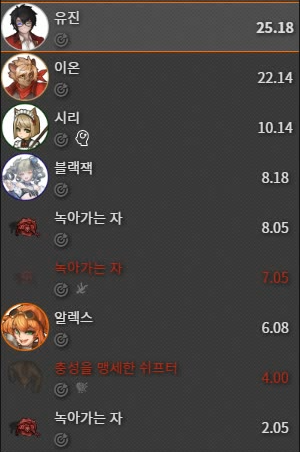 유진
25.18
이온
22.14
시리
10.14
블랙잭
8.18
녹아가는 자
8.05
녹아가는 자
7.05
알렉스
6.08
충성을 맹세한 쉬프터
4.00
녹아가는 자
2.05